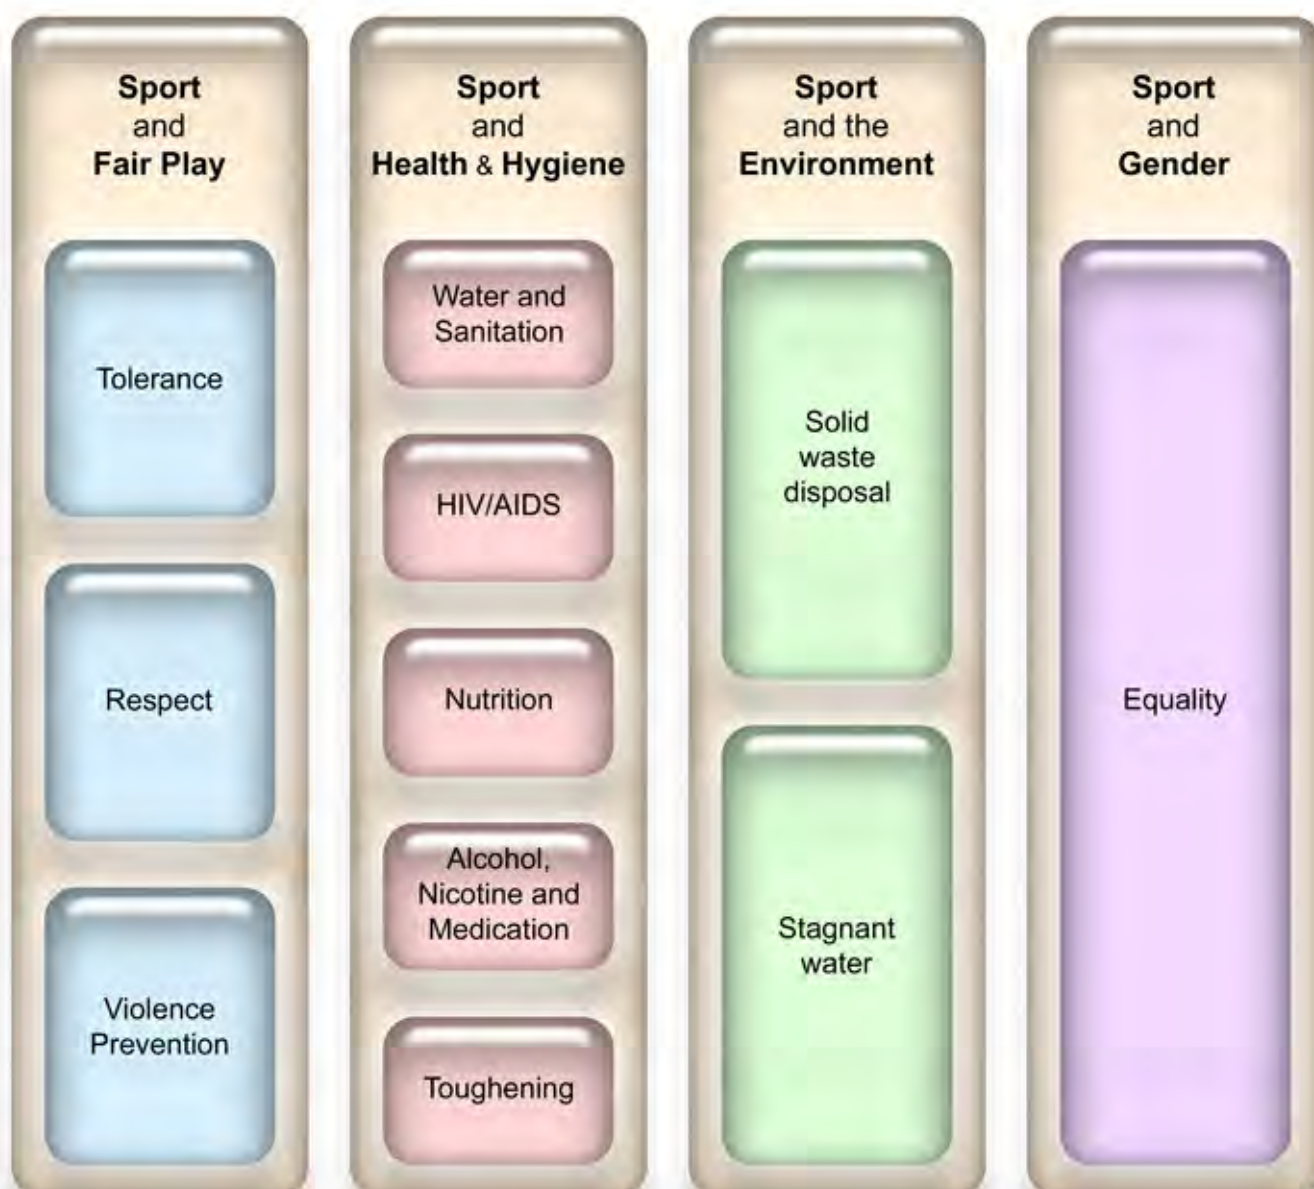 Sport
and
Fair Play
Tolerance
Respect
Violence
Prevention
Sport
and
Health & Hygiene
Water and
Sanitation
HIV/AIDS
Nutrition
Alcohol,
Nicotine and
Medication
Toughening
Sport
and the
Environment
Solid
waste
disposal
Stagnant
water
Sport
and
Gender
Equality